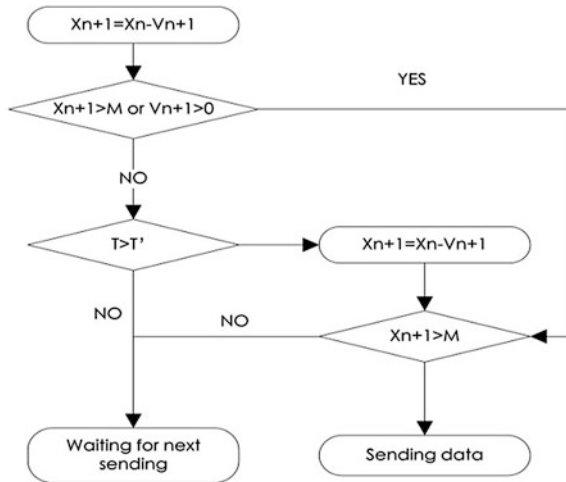 Xn+1=Xn-Vn+1
YES
Xn+1>M or Vn+1>0
NO
T>T'
Xn+1=Xn-Vn+1
NO
NO
Xn+1>M
Waiting for next
sending
Sending data